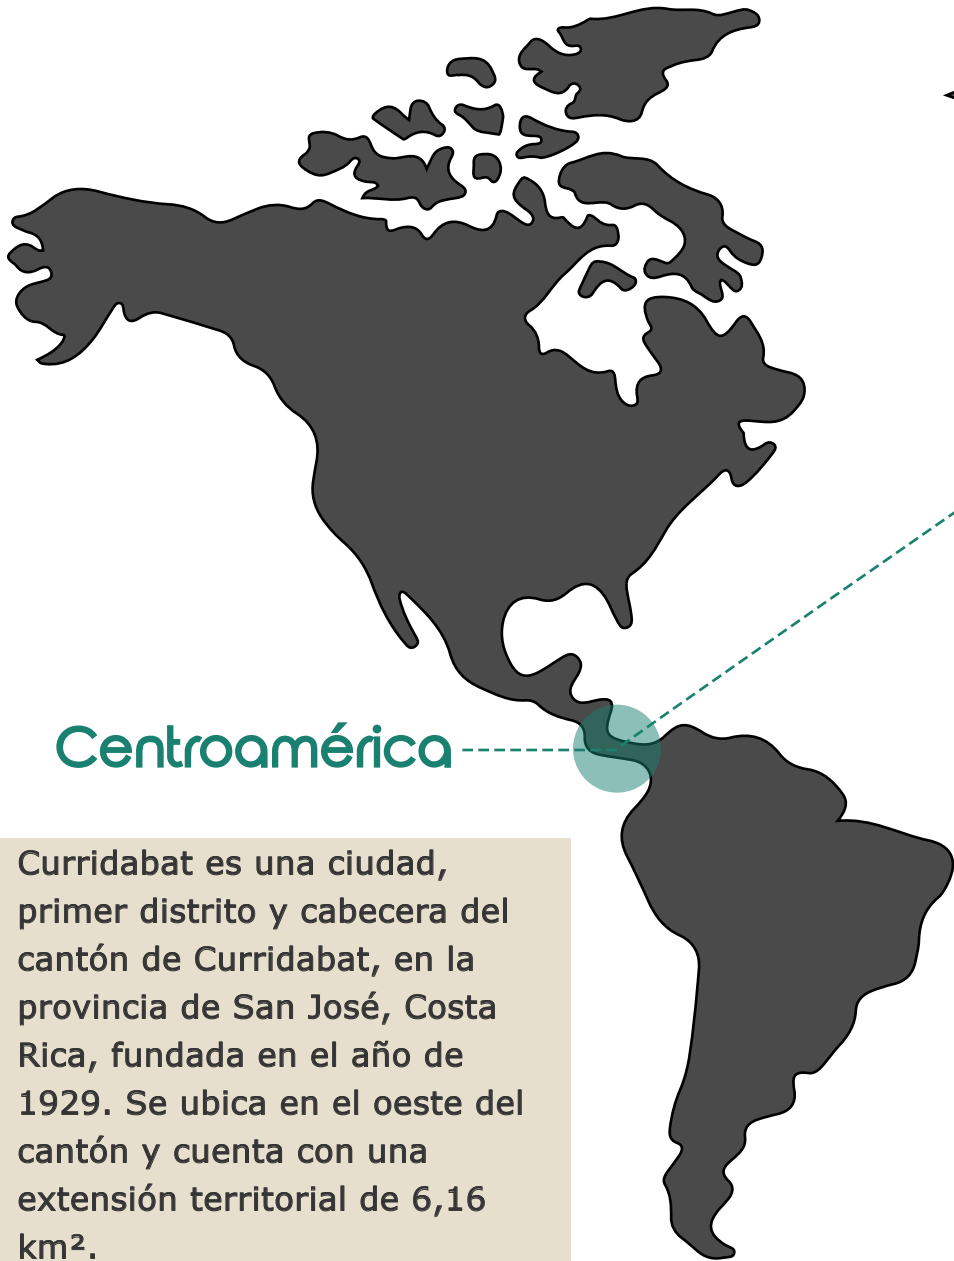 Centroamérica
Curridabat es una ciudad,
primer distrito y cabecera del
cantón de Curridabat, en la
provincia de San José, Costa
Rica, fundada en el año de
1929. Se ubica en el oeste del
cantón y cuenta con una
extensión territorial de 6,16
km².